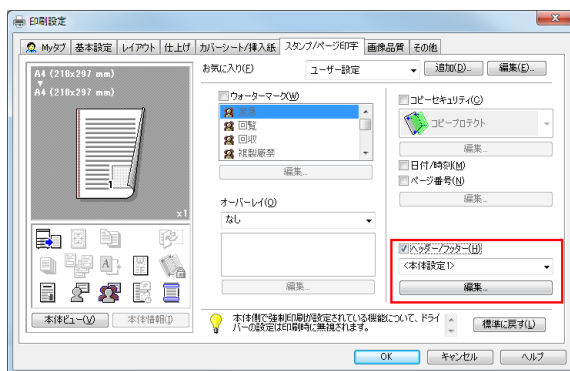 印刷設定
Myタブ 基本設定 レイアウト 仕上げ カバーシート/挿入紙 スタンプ/ページ印字 画像品質 その他
A4 (210x297 mm)
A4 (210x297 mm)
x1
本体ビュー(V) 本体情報(I)
お気に入り(F) ユーザー設定 追加(D)... 編集(E)...
ウォーターマーク(W)
至急
回覧
回収
複製厳禁
編集...
オーバーレイ(O)
なし
編集...
コピーセキュリティ(C)
コピープロテクト
編集...
日付/時刻(M)
ページ番号(N)
編集...
ヘッダー/フッター(H)
<本体設定1>
編集...
本体側で強制印刷が設定されている機能について、ドライ
バーの設定は印刷時に無視されます。
標準に戻す(L)
OK キャンセル ヘルプ